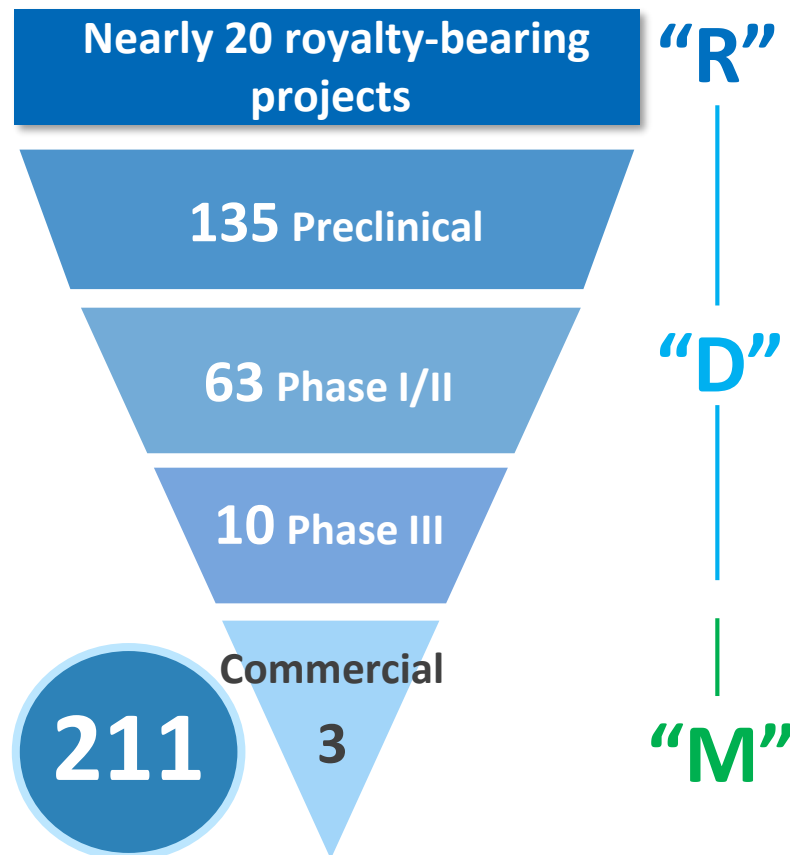 Nearly 20 royalty-bearing
projects
“R”
135 Preclinical
63 Phase I/II
“D”
10 Phase III
Commercial
3
211
“M”